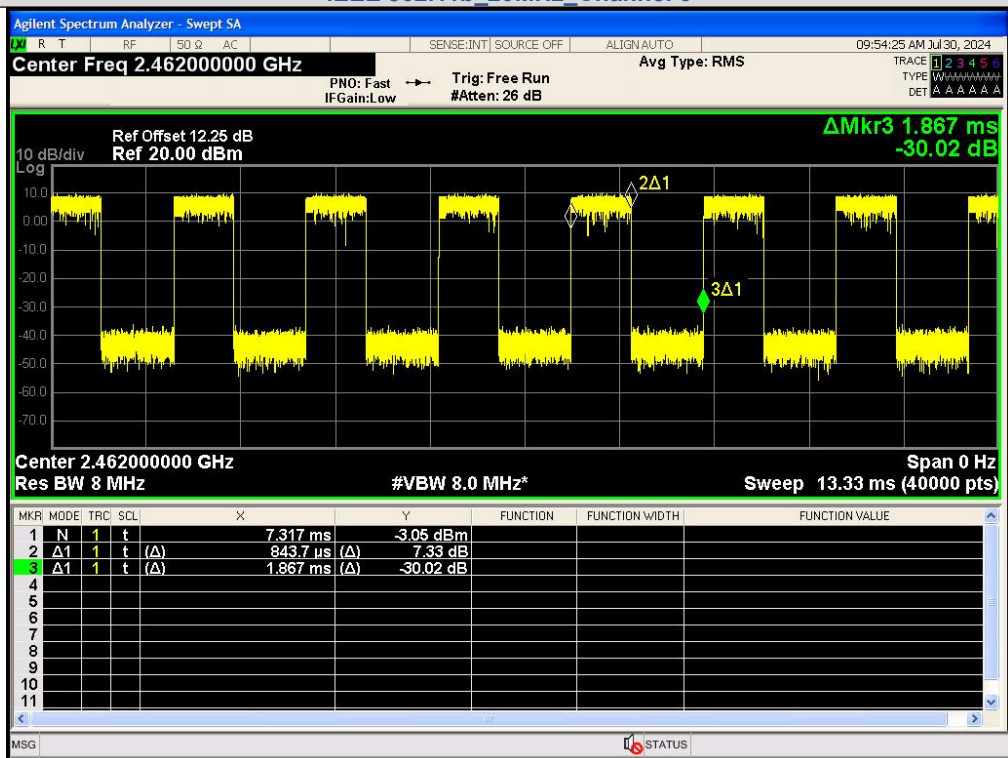 Agilent Spectrum Analyzer - Swept SA
LXI R T RF 50 Ω AC SENSE:INT SOURCE OFF ALIGN AUTO 09:54:25 AM Jul 30, 2024
Center Freq 2.462000000 GHz
PNO: Fast
IFGain:Low
Trig: Free Run
#Atten: 26 dB
Avg Type: RMS
TRACE 1 2 3 4 5 6
TYPE W
DET A A A A A A
Ref Offset 12.25 dB
10 dB/div Ref 20.00 dBm
Log
ΔMkr3 1.867 ms
-30.02 dB
10.0
0.00
-10.0
-20.0
-30.0
-40.0
-50.0
-60.0
-70.0
2Δ1
3Δ1
Center 2.462000000 GHz Span 0 Hz
Res BW 8 MHz #VBW 8.0 MHz* Sweep 13.33 ms (40000 pts)
MKR MODE TRC SCL X Y FUNCTION FUNCTION WIDTH FUNCTION VALUE
1 N 1 t 7.317 ms -3.05 dBm
2 Δ1 1 t (Δ) 843.7 µs (Δ) 7.33 dB
3 Δ1 1 t (Δ) 1.867 ms (Δ) -30.02 dB
4
5
6
7
8
9
10
11
MSG STATUS